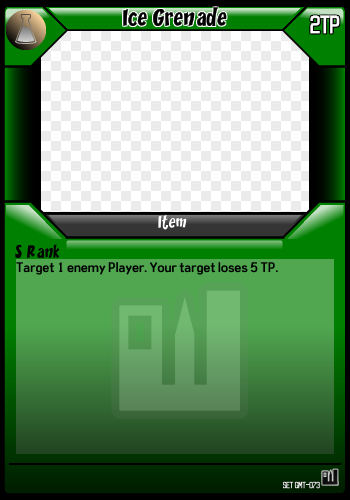 Ice Grenade
2TP
Item
S Rank
Target 1 enemy Player. Your target loses 5 TP.
SET GMT-073